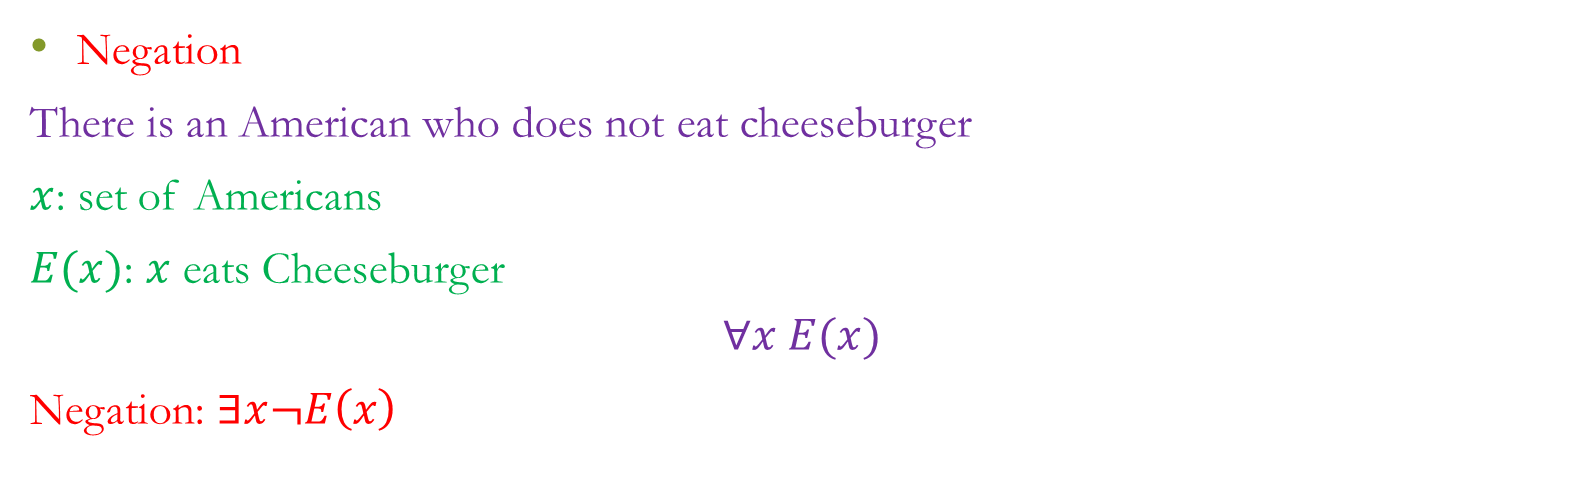 • Negation
There is an American who does not eat cheeseburger
x: set of Americans
E(x): x eats Cheeseburger
∀x E(x)
Negation: ∃x¬E(x)